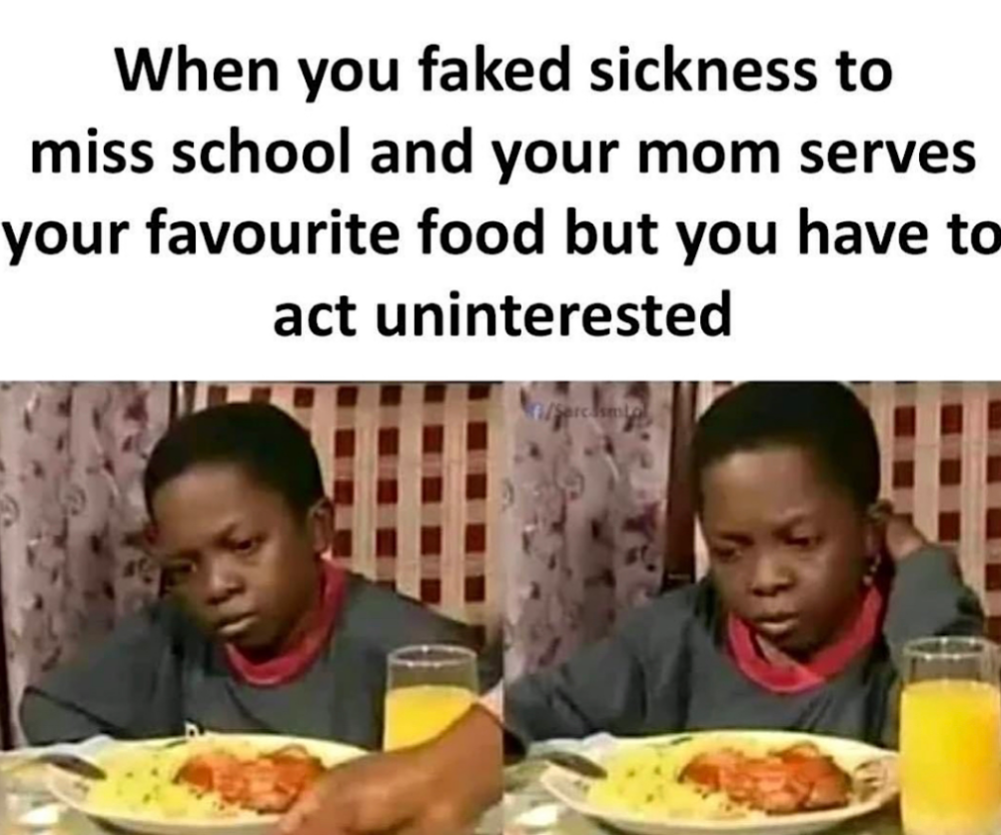 When you faked sickness to
miss school and your mom serves
your favourite food but you have to
act uninterested